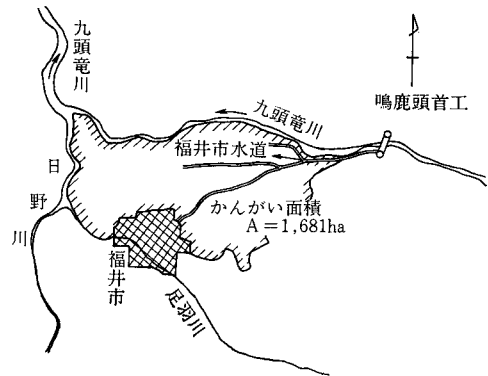 九頭竜川
鳴鹿頭首工
九頭竜川
福井市水道
日野川
かんがい面積
A=1,681ha
福井市
足羽川